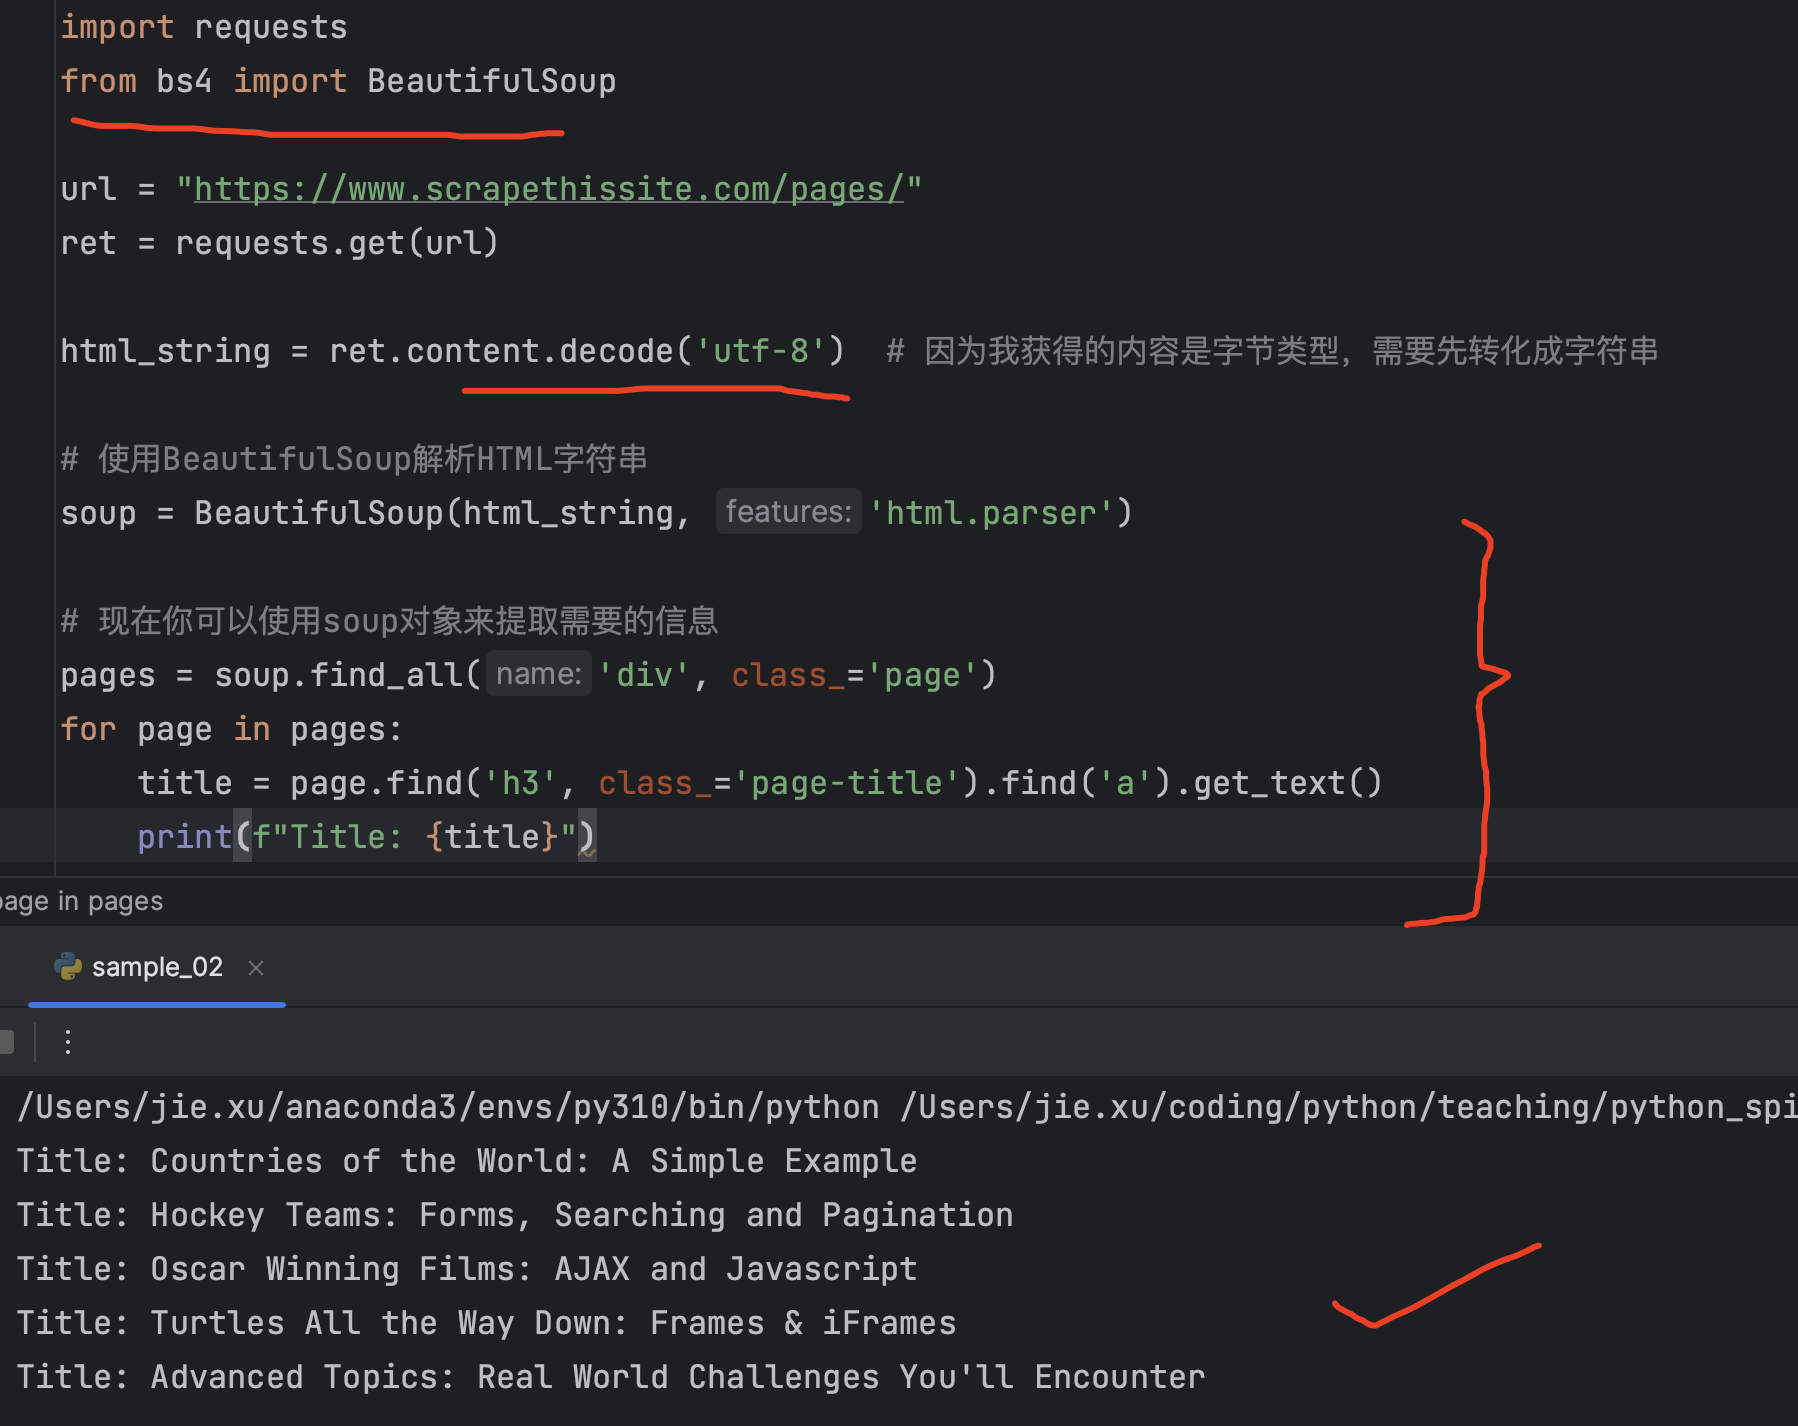 import requests
from bs4 import BeautifulSoup
url = "https://www.scrapethissite.com/pages/"
ret = requests.get(url)
html_string = ret.content.decode('utf-8')  # 因为我获得的内容是字节类型，需要先转化成字符串
# 使用BeautifulSoup解析HTML字符串
soup = BeautifulSoup(html_string, features: 'html.parser')
# 现在你可以使用soup对象来提取需要的信息
pages = soup.find_all( name: 'div', class_='page')
for page in pages:
    title = page.find('h3', class_='page-title').find('a').get_text()
    print(f"Title: {title}")
page in pages
sample_02
/Users/jie.xu/anaconda3/envs/py310/bin/python /Users/jie.xu/coding/python/teaching/python_spi
Title: Countries of the World: A Simple Example
Title: Hockey Teams: Forms, Searching and Pagination
Title: Oscar Winning Films: AJAX and Javascript
Title: Turtles All the Way Down: Frames & iFrames
Title: Advanced Topics: Real World Challenges You'll Encounter